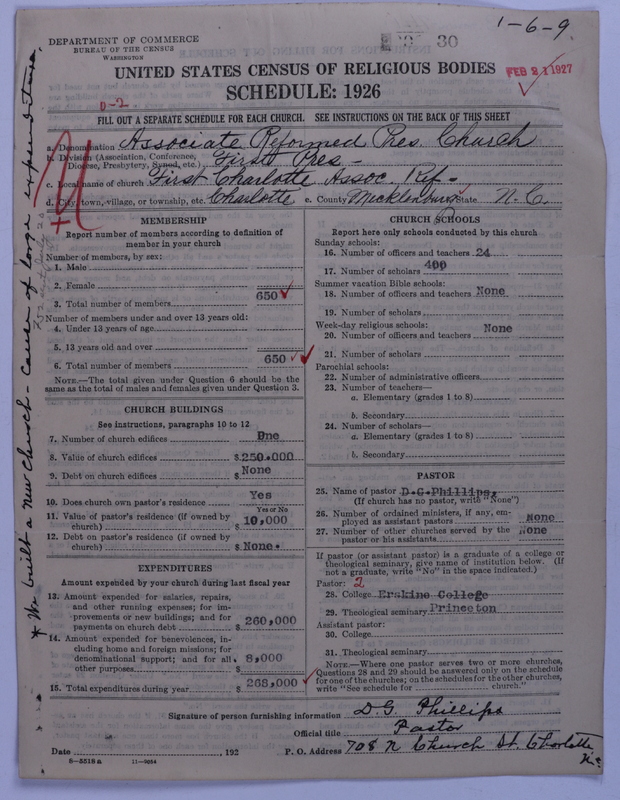 1-6-9.
DEPARTMENT OF COMMERCE
BUREAU OF THE CENSUS
WASHINGTON
30
UNITED STATES CENSUS OF RELIGIOUS BODIES
FEB 21 1927
SCHEDULE: 1926
0-2
FILL OUT A SEPARATE SCHEDULE FOR EACH CHURCH. SEE INSTRUCTIONS ON THE BACK OF THIS SHEET
a. Denomination Associate Reformed Pres. Church
b. Division (Association, Conference, Diocese, Presbytery, Synod, etc.) First Pres-
c. Local name of church First Charlotte Assoc. Ref-
d. City, town, village, or township, etc. Charlotte e. County Mecklenburg State N. C.
MEMBERSHIP
Report number of members according to definition of member in your church
Number of members, by sex:
1. Male
2. Female
3. Total number of members 650
Number of members under and over 13 years old:
4. Under 13 years of age
5. 13 years old and over
6. Total number of members 650
NOTE.—The total given under Question 6 should be the same as the total of males and females given under Question 3.
CHURCH BUILDINGS
See instructions, paragraphs 10 to 12
7. Number of church edifices One
8. Value of church edifices $250.000
9. Debt on church edifices $ None
10. Does church own pastor's residence Yes
Yes or No
11. Value of pastor's residence (if owned by church) $ 10,000
12. Debt on pastor's residence (if owned by church) $ None.
EXPENDITURES
Amount expended by your church during last fiscal year
13. Amount expended for salaries, repairs, and other running expenses; for improvements or new buildings; and for payments on church debt $ 260,000
14. Amount expended for benevolences, including home and foreign missions; for denominational support; and for all other purposes $ 8,000
15. Total expenditures during year $ 268,000
CHURCH SCHOOLS
Report here only schools conducted by this church
Sunday schools:
16. Number of officers and teachers 24
17. Number of scholars 400
Summer vacation Bible schools:
18. Number of officers and teachers None
19. Number of scholars
Week-day religious schools:
20. Number of officers and teachers None
21. Number of scholars
Parochial schools:
22. Number of administrative officers
23. Number of teachers—
a. Elementary (grades 1 to 8)
b. Secondary
24. Number of scholars—
a. Elementary (grades 1 to 8)
b. Secondary
PASTOR
25. Name of pastor D.G.Phillips,
(If church has no pastor, write "None")
26. Number of ordained ministers, if any, employed as assistant pastors None
27. Number of other churches served by the pastor or his assistants None
If pastor (or assistant pastor) is a graduate of a college or theological seminary, give name of institution below. (If not a graduate, write "No" in the space indicated.)
Pastor: 2
28. College Erskine College
29. Theological seminary Princeton
Assistant pastor:
30. College
31. Theological seminary
NOTE.—Where one pastor serves two or more churches, Questions 28 and 29 should be answered only on the schedule for one of the churches; on the schedules for the other churches, write "See schedule for church."
Signature of person furnishing information D G Phillips
Official title Pastor
Date , 192 P. O. Address 708 N Church St. Charlotte, N.C.
8-5518 a 11-9064
* We built a new church - cause of large expenditure.